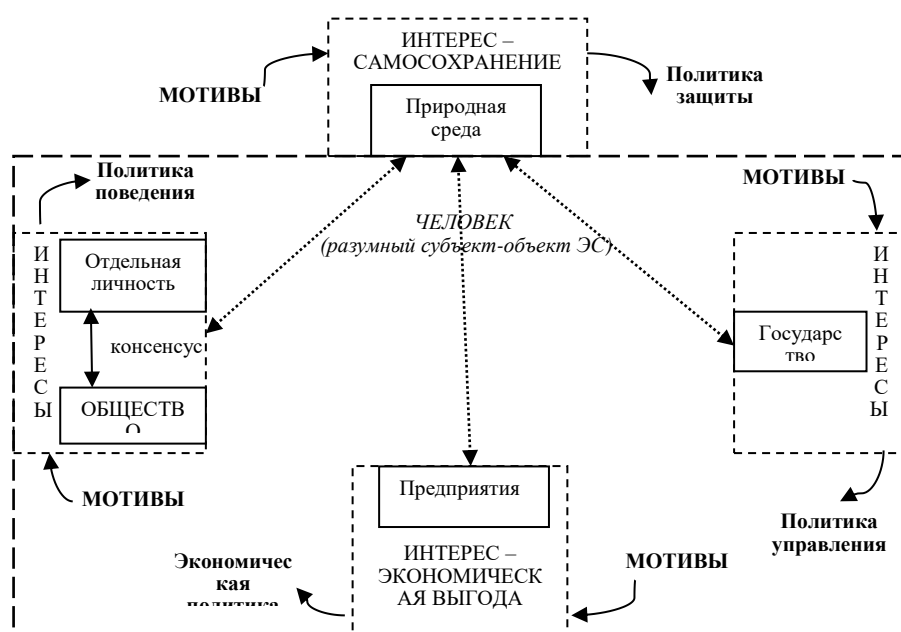 ИНТЕРЕС –
САМОСОХРАНЕНИЕ
МОТИВЫ
Политика
защиты
Природная
среда
Политика
поведения
МОТИВЫ
ЧЕЛОВЕК
(разумный субъект-объект ЭС)
ИНТЕРЕСЫ
Отдельная
личность
консенсус
ОБЩЕСТВ
О
МОТИВЫ
Государс
тво
ИНТЕРЕСЫ
Политика
управления
Предприятия
ИНТЕРЕС –
ЭКОНОМИЧЕСК
АЯ ВЫГОДА
Экономичес
кая
политика
МОТИВЫ